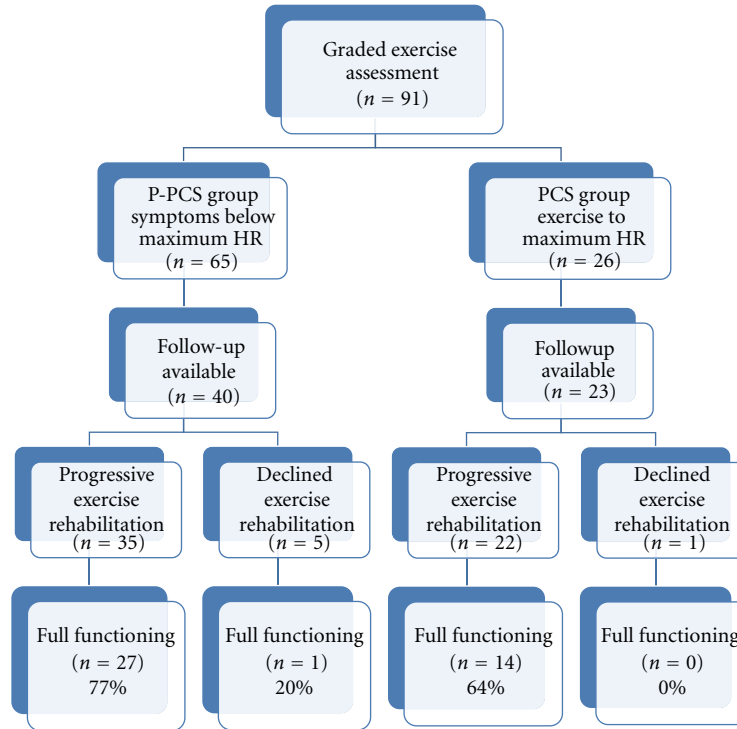 Graded exercise
assessment
(n = 91)
P-PCS group
symptoms below
maximum HR
(n = 65)
PCS group
exercise to
maximum HR
(n = 26)
Follow-up
available
(n = 40)
Followup
available
(n = 23)
Progressive
exercise
rehabilitation
(n = 35)
Declined
exercise
rehabilitation
(n = 5)
Progressive
exercise
rehabilitation
(n = 22)
Declined
exercise
rehabilitation
(n = 1)
Full functioning
(n = 27)
77%
Full functioning
(n = 1)
20%
Full functioning
(n = 14)
64%
Full functioning
(n = 0)
0%